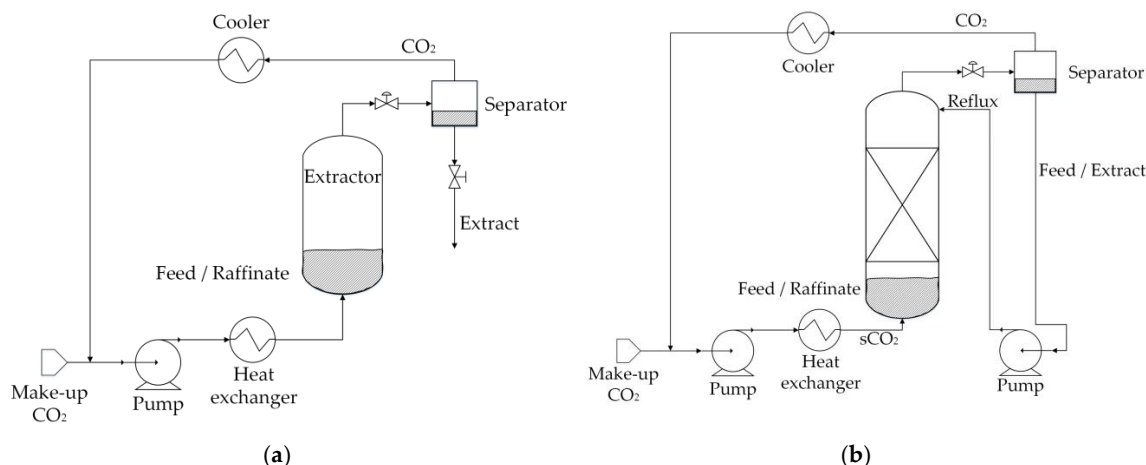 Cooler
CO₂
Separator
Extractor
Extract
Feed / Raffinate
Heat
exchanger
Pump
Make-up
CO₂
(a)
CO₂
Cooler
Separator
Reflux
Feed / Extract
Feed / Raffinate
sCO₂
Heat
exchanger
Pump
Make-up
CO₂
Pump
(b)